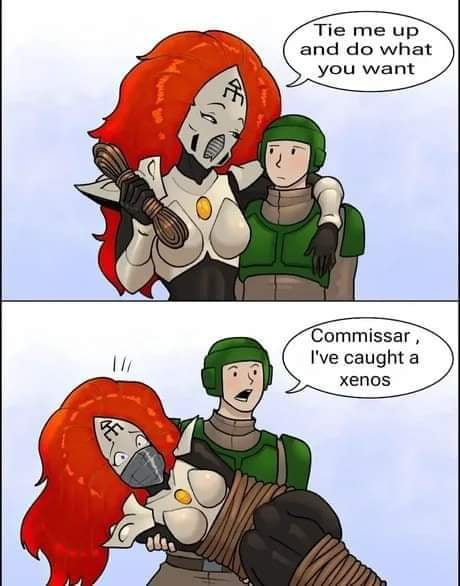 Tie me up
and do what
you want
Commissar ,
I've caught a
xenos